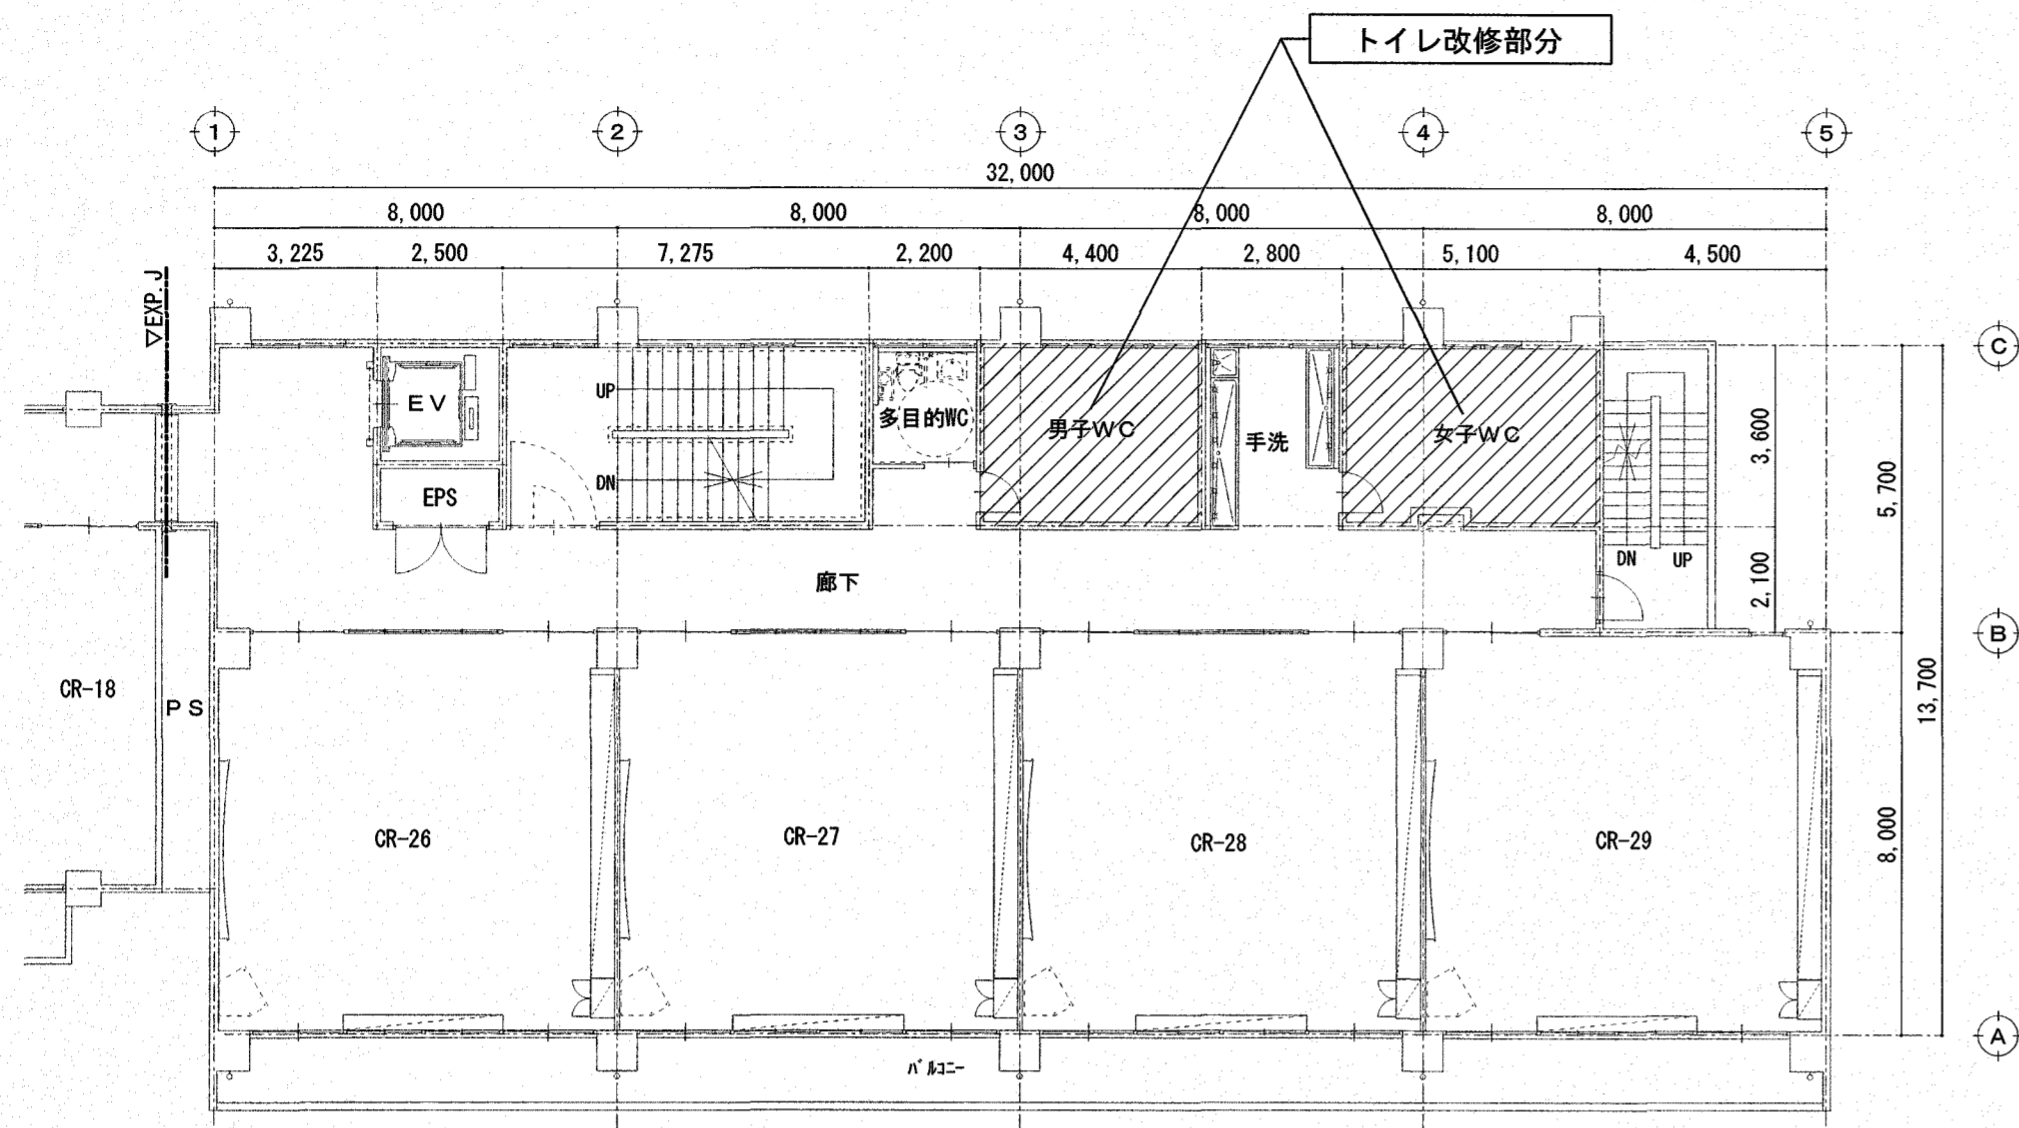 トイレ改修部分
1
2
3
4
5
32,000
8,000
8,000
8,000
8,000
3,225
2,500
7,275
2,200
4,400
2,800
5,100
4,500
▽EXP.J
C
EV
UP
多目的WC
男子WC
手洗
女子WC
3,600
DN
EPS
5,700
DN
UP
廊下
2,100
B
CR-18
PS
13,700
CR-26
CR-27
CR-28
CR-29
8,000
A
バルコニー